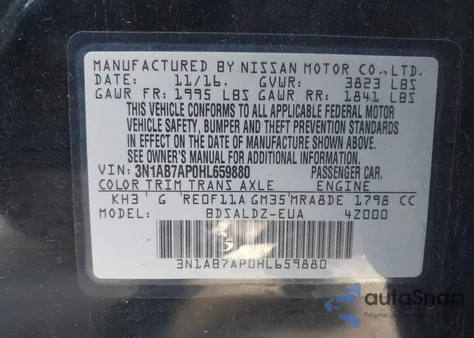 MANUFACTURED BY NISSAN MOTOR CO.,LTD.
DATE: 11/16. GVWR: 3823 LBS
GAWR FR: 1995 LBS GAWR RR: 1841 LBS
THIS VEHICLE CONFORMS TO ALL APPLICABLE FEDERAL MOTOR
VEHICLE SAFETY, BUMPER AND THEFT PREVENTION STANDARDS
IN EFFECT ON THE DATE OF MANUFACTURE SHOWN ABOVE.
SEE OWNER'S MANUAL FOR ADDITIONAL INFORMATION.
VIN: 3N1AB7AP0HL659880 PASSENGER CAR.
COLOR TRIM TRANS AXLE ENGINE
KH3 G RE0F11A GM35 MRA8DE 1798 CC
MODEL: BDSALDZ-EUA 4Z000
3N1AB7AP0HL659880
autoSnap